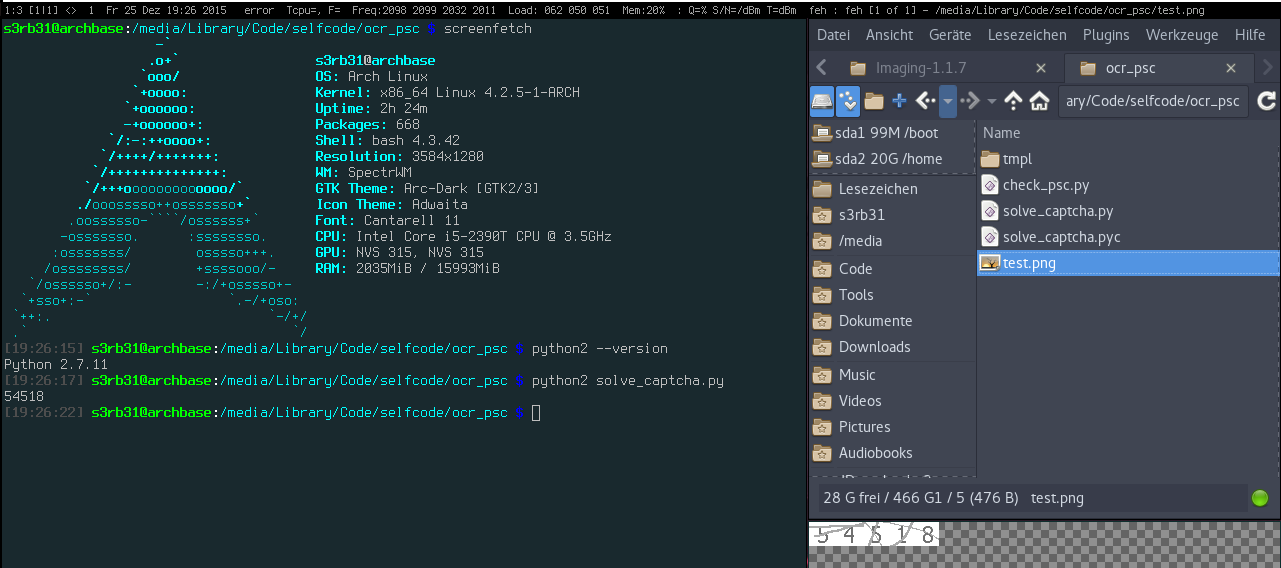 1:3 [|||] <> 1 Fr 25 Dez 19:26 2015 error Tcpu=, F= Freq:2098 2099 2032 2011 Load: 062 050 051 Mem:20% : Q=% S/N=/dBm T=dBm feh : feh [1 of 1] - /media/Library/Code/selfcode/ocr_psc/test.png
s3rb31@archbase:/media/Library/Code/selfcode/ocr_psc $ screenfetch
s3rb31@archbase
OS: Arch Linux
Kernel: x86_64 Linux 4.2.5-1-ARCH
Uptime: 2h 24m
Packages: 668
Shell: bash 4.3.42
Resolution: 3584x1280
WM: SpectrWM
GTK Theme: Arc-Dark [GTK2/3]
Icon Theme: Adwaita
Font: Cantarell 11
CPU: Intel Core i5-2390T CPU @ 3.5GHz
GPU: NVS 315, NVS 315
RAM: 2035MiB / 15993MiB
[19:26:15] s3rb31@archbase:/media/Library/Code/selfcode/ocr_psc $ python2 --version
Python 2.7.11
[19:26:17] s3rb31@archbase:/media/Library/Code/selfcode/ocr_psc $ python2 solve_captcha.py
54518
[19:26:22] s3rb31@archbase:/media/Library/Code/selfcode/ocr_psc $
Datei Ansicht Geräte Lesezeichen Plugins Werkzeuge Hilfe
Imaging-1.1.7 ocr_psc
ary/Code/selfcode/ocr_psc
sda1 99M /boot
sda2 20G /home
Lesezeichen
s3rb31
/media
Code
Tools
Dokumente
Downloads
Music
Videos
Pictures
Audiobooks
Name
tmpl
check_psc.py
solve_captcha.py
solve_captcha.pyc
test.png
28 G frei / 466 G1 / 5 (476 B) test.png
5 4 5 1 8